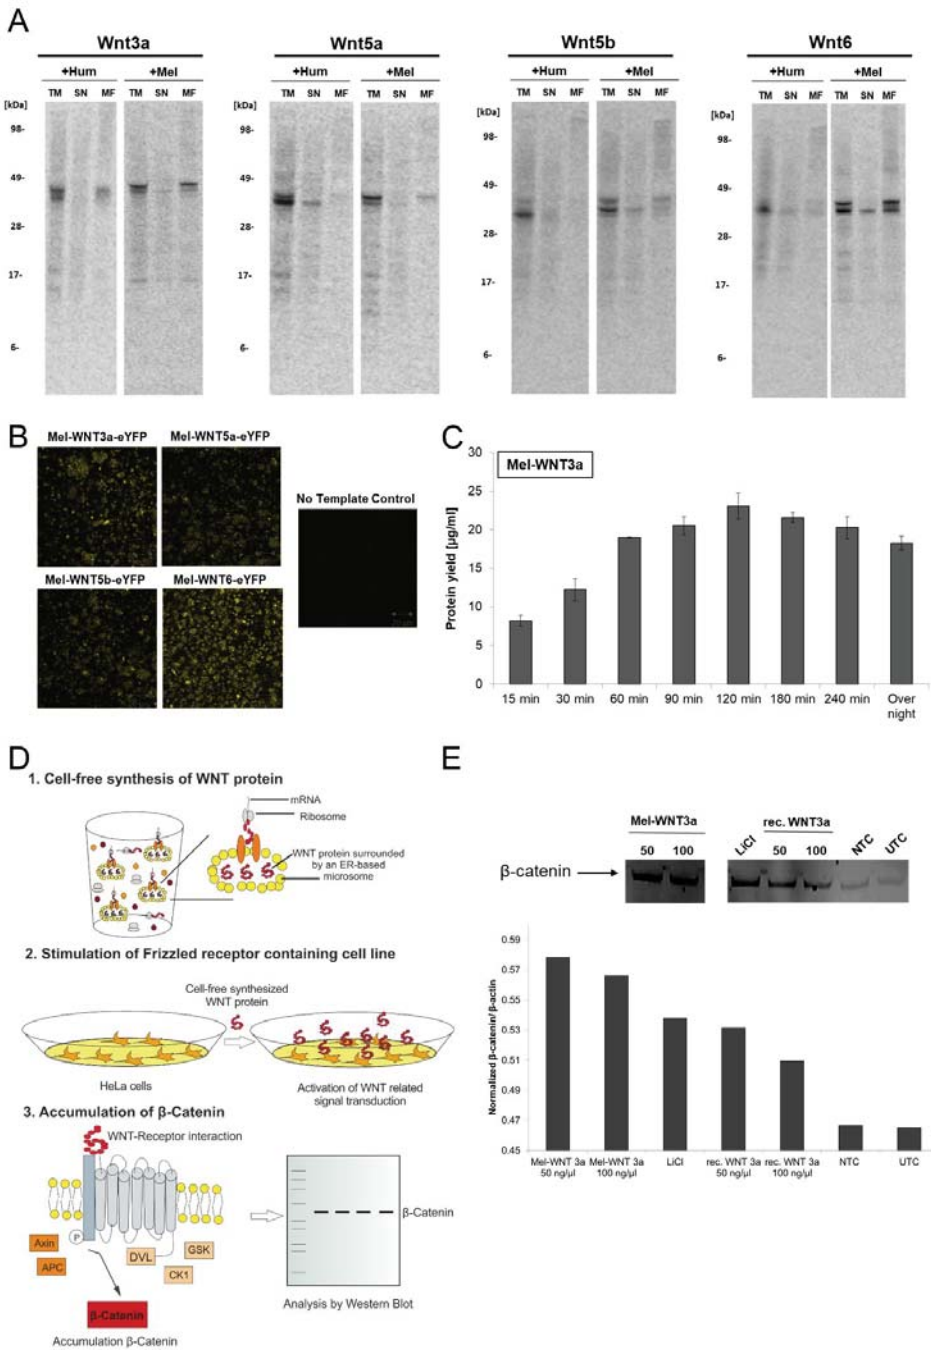 A
Wnt3a
Wnt5a
Wnt5b
Wnt6
+Hum +Mel
+Hum +Mel
+Hum +Mel
+Hum +Mel
[kDa] TM SN MF TM SN MF
[kDa] TM SN MF TM SN MF
[kDa] TM SN MF TM SN MF
[kDa] TM SN MF TM SN MF
98-
49-
28-
17-
6-
98-
49-
28-
17-
6-
98-
49-
28-
17-
6-
98-
49-
28-
17-
6-
B
Mel-WNT3a-eYFP
Mel-WNT5a-eYFP
Mel-WNT5b-eYFP
Mel-WNT6-eYFP
No Template Control
C
Mel-WNT3a
Protein yield [µg/ml]
30
25
20
15
10
5
0
15 min 30 min 60 min 90 min 120 min 180 min 240 min Over
night
D
1. Cell-free synthesis of WNT protein
mRNA
Ribosome
WNT protein surrounded
by an ER-based
microsome
2. Stimulation of Frizzled receptor containing cell line
Cell-free synthesized
WNT protein
HeLa cells
Activation of WNT related
signal transduction
3. Accumulation of β-Catenin
WNT-Receptor interaction
P
Axin
APC
DVL
GSK
CK1
β-Catenin
Accumulation β-Catenin
β-Catenin
Analysis by Western Blot
E
Mel-WNT3a
rec. WNT3a
50 100
LiCl 50 100 NTC UTC
β-catenin
Normalized β-catenin/ β-actin
0.59
0.57
0.55
0.53
0.51
0.49
0.47
0.45
Mel-WNT 3a
50 ng/µl
Mel-WNT 3a
100 ng/µl
LiCl
rec. WNT 3a
50 ng/µl
rec. WNT 3a
100 ng/µl
NTC
UTC